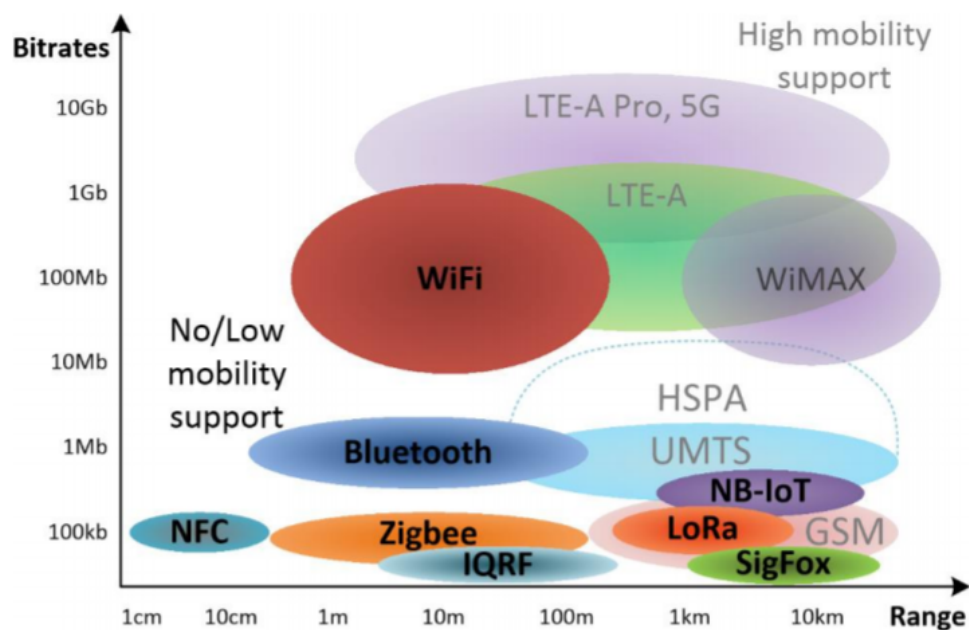 Bitrates
High mobility
support
10Gb
LTE-A Pro, 5G
1Gb
LTE-A
100Mb
WiFi
WiMAX
No/Low
mobility
support
10Mb
HSPA
1Mb
Bluetooth
UMTS
NB-IoT
100kb
NFC
Zigbee
LoRa
GSM
IQRF
SigFox
1cm 10cm 1m 10m 100m 1km 10km Range